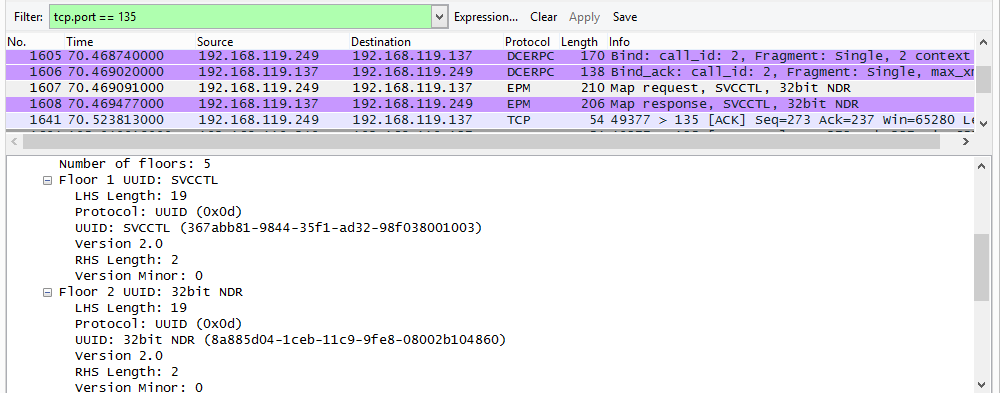 Filter: tcp.port == 135 Expression... Clear Apply Save
No. Time Source Destination Protocol Length Info
1605 70.468740000 192.168.119.249 192.168.119.137 DCERPC 170 Bind: call_id: 2, Fragment: Single, 2 context
1606 70.469020000 192.168.119.137 192.168.119.249 DCERPC 138 Bind_ack: call_id: 2, Fragment: Single, max_xm
1607 70.469091000 192.168.119.249 192.168.119.137 EPM 210 Map request, SVCCTL, 32bit NDR
1608 70.469477000 192.168.119.137 192.168.119.249 EPM 206 Map response, SVCCTL, 32bit NDR
1641 70.523813000 192.168.119.249 192.168.119.137 TCP 54 49377 > 135 [ACK] Seq=273 Ack=237 Win=65280 Le
Number of floors: 5
Floor 1 UUID: SVCCTL
LHS Length: 19
Protocol: UUID (0x0d)
UUID: SVCCTL (367abb81-9844-35f1-ad32-98f038001003)
Version 2.0
RHS Length: 2
Version Minor: 0
Floor 2 UUID: 32bit NDR
LHS Length: 19
Protocol: UUID (0x0d)
UUID: 32bit NDR (8a885d04-1ceb-11c9-9fe8-08002b104860)
Version 2.0
RHS Length: 2
Version Minor: 0